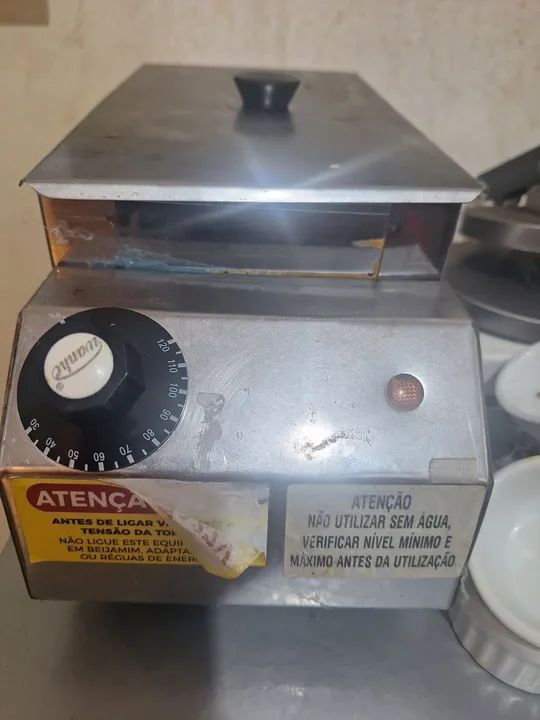 wanke
®
120
110
100
90
80
70
60
50
40
30
ATENÇÃ
ANTES DE LIGAR V
TENSÃO DA TO
NÃO LIGUE ESTE EQUI
EM BEIJAMIM, ADAPTA
OU RÉGUAS DE ENER
ATENÇÃO
NÃO UTILIZAR SEM ÁGUA,
VERIFICAR NÍVEL MÍNIMO E
MÁXIMO ANTES DA UTILIZAÇÃO